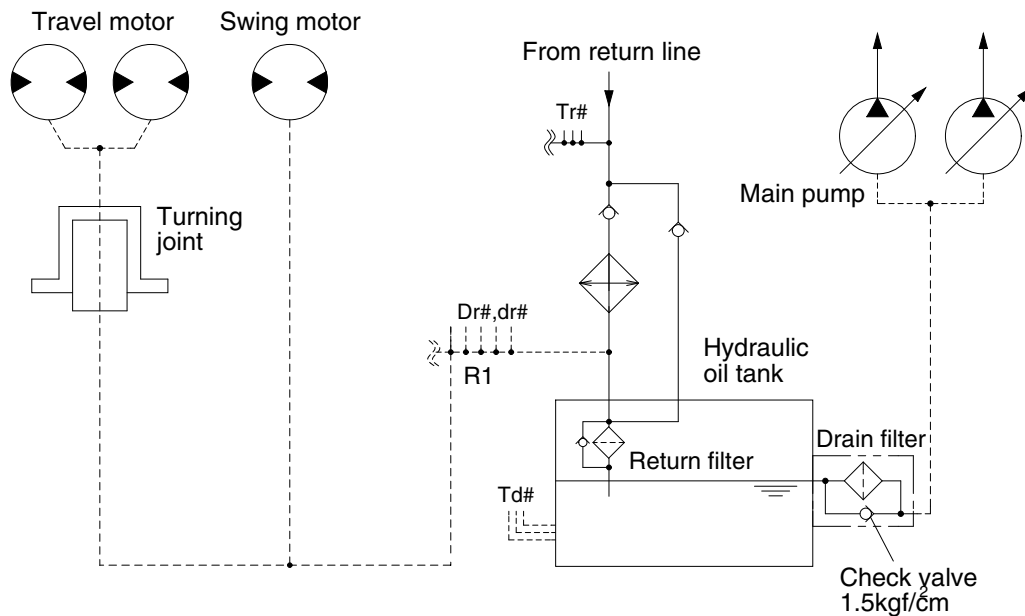 Travel motor
Swing motor
From return line
Tr#
Main pump
Turning
joint
Dr#,dr#
R1
Hydraulic
oil tank
Drain filter
Return filter
Td#
Check valve
1.5kgf/cm²